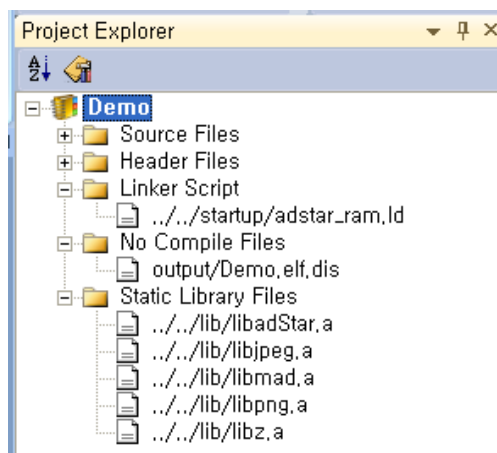 Project Explorer
Demo
Source Files
Header Files
Linker Script
../../startup/adstar_ram.ld
No Compile Files
output/Demo.elf.dis
Static Library Files
../../lib/libadStar.a
../../lib/libjpeg.a
../../lib/libmad.a
../../lib/libpng.a
../../lib/libz.a